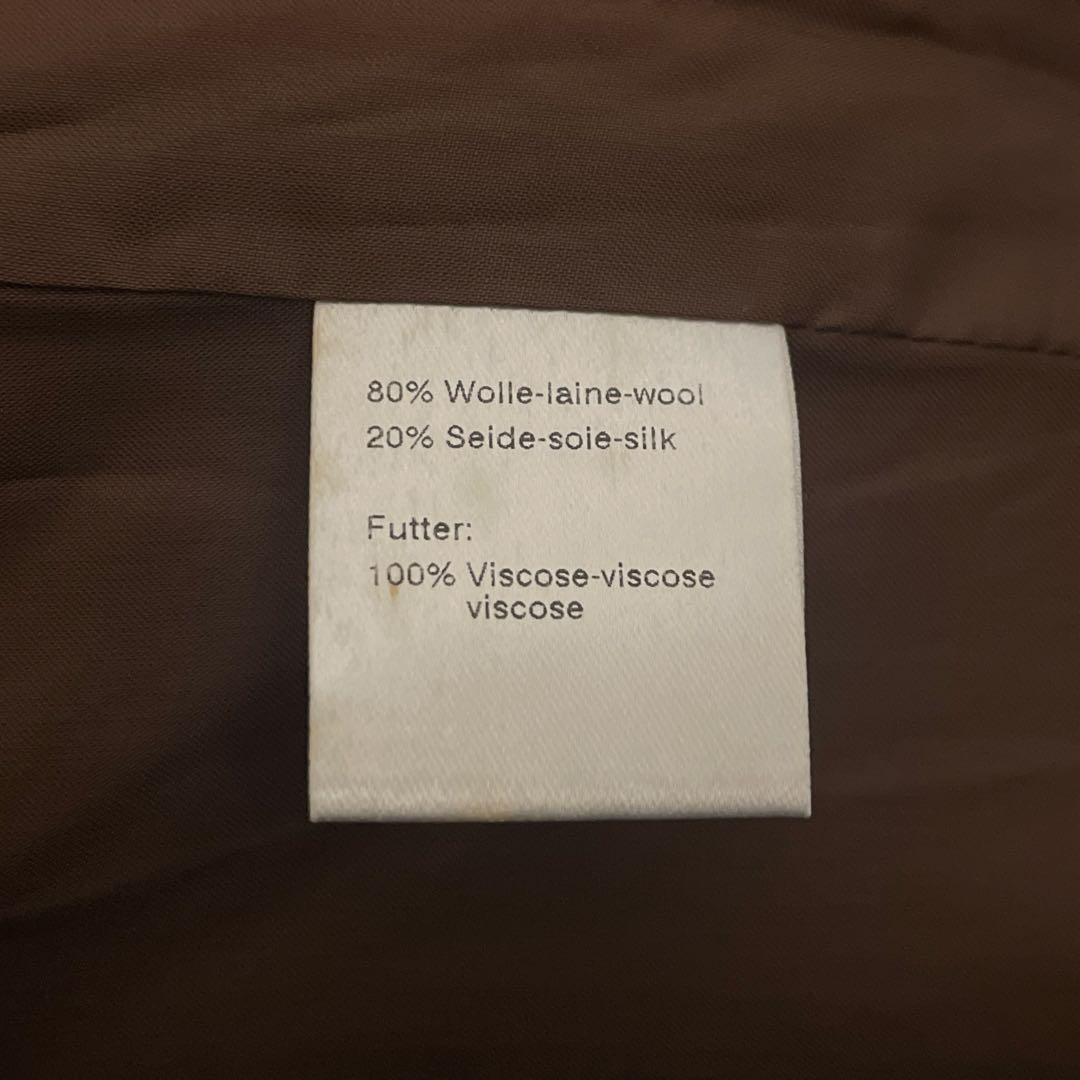 80% Wolle-laine-wool
20% Seide-soie-silk
Futter:
100% Viscose-viscose
viscose